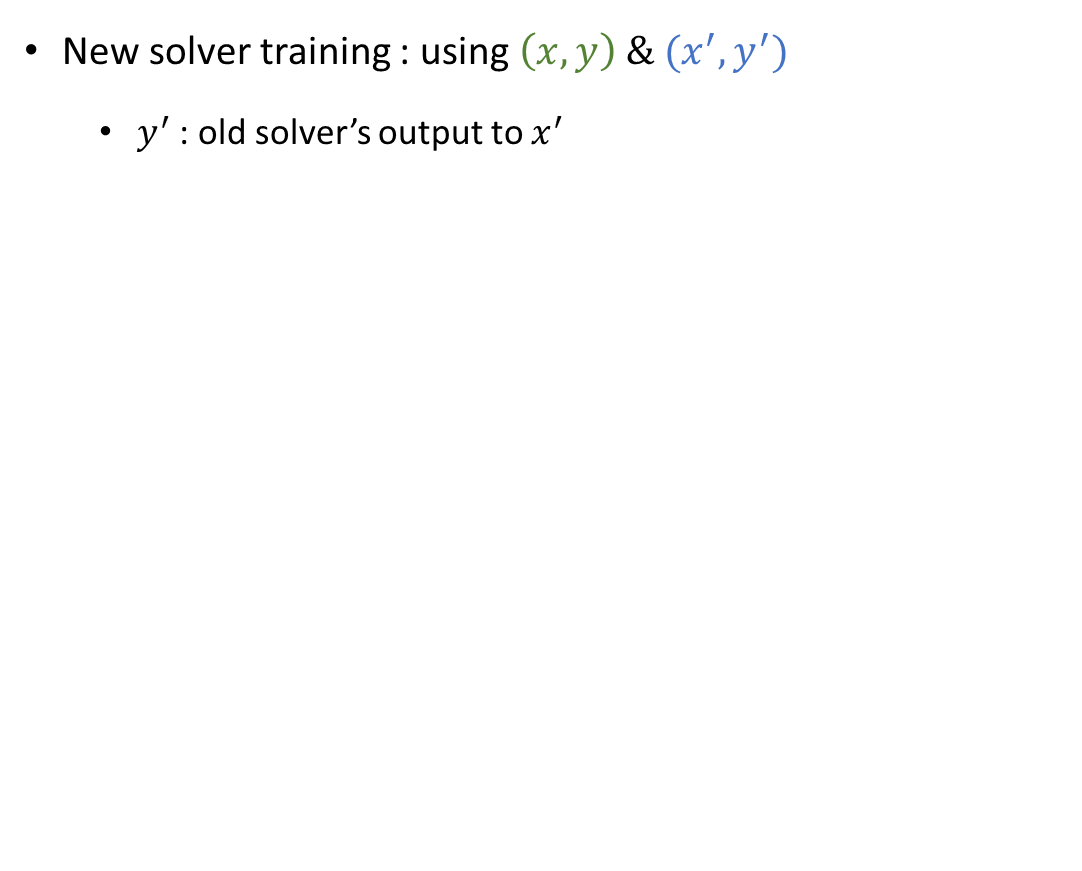 • New solver training : using (x, y) & (x′, y′)
• y′ : old solver’s output to x′